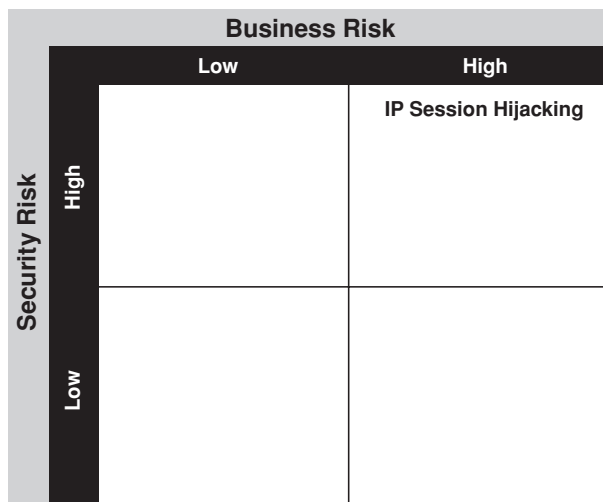 Business Risk
Low High
IP Session Hijacking
Security Risk
High
Low